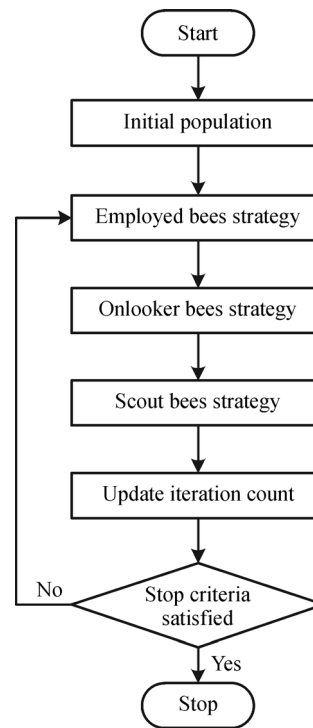 Start
Initial population
Employed bees strategy
Onlooker bees strategy
Scout bees strategy
Update iteration count
No
Stop criteria
satisfied
Yes
Stop